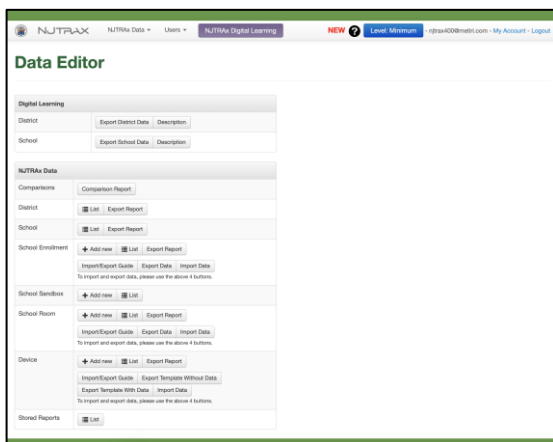 NJTRAX NJTRAx Data Users NJTRAx Digital Learning NEW ? Level: Minimum - njtrax400@metiri.com - My Account - Logout
Data Editor
Digital Learning
District Export District Data Description
School Export School Data Description
NJTRAx Data
Comparisons Comparison Report
District List Export Report
School List Export Report
School Enrollment + Add new List Export Report
Import/Export Guide Export Data Import Data
To import and export data, please use the above 4 buttons.
School Sandbox + Add new List
School Room + Add new List Export Report
Import/Export Guide Export Data Import Data
To import and export data, please use the above 4 buttons.
Device + Add new List Export Report
Import/Export Guide Export Template Without Data
Export Template With Data Import Data
To import and export data, please use the above 4 buttons.
Stored Reports List